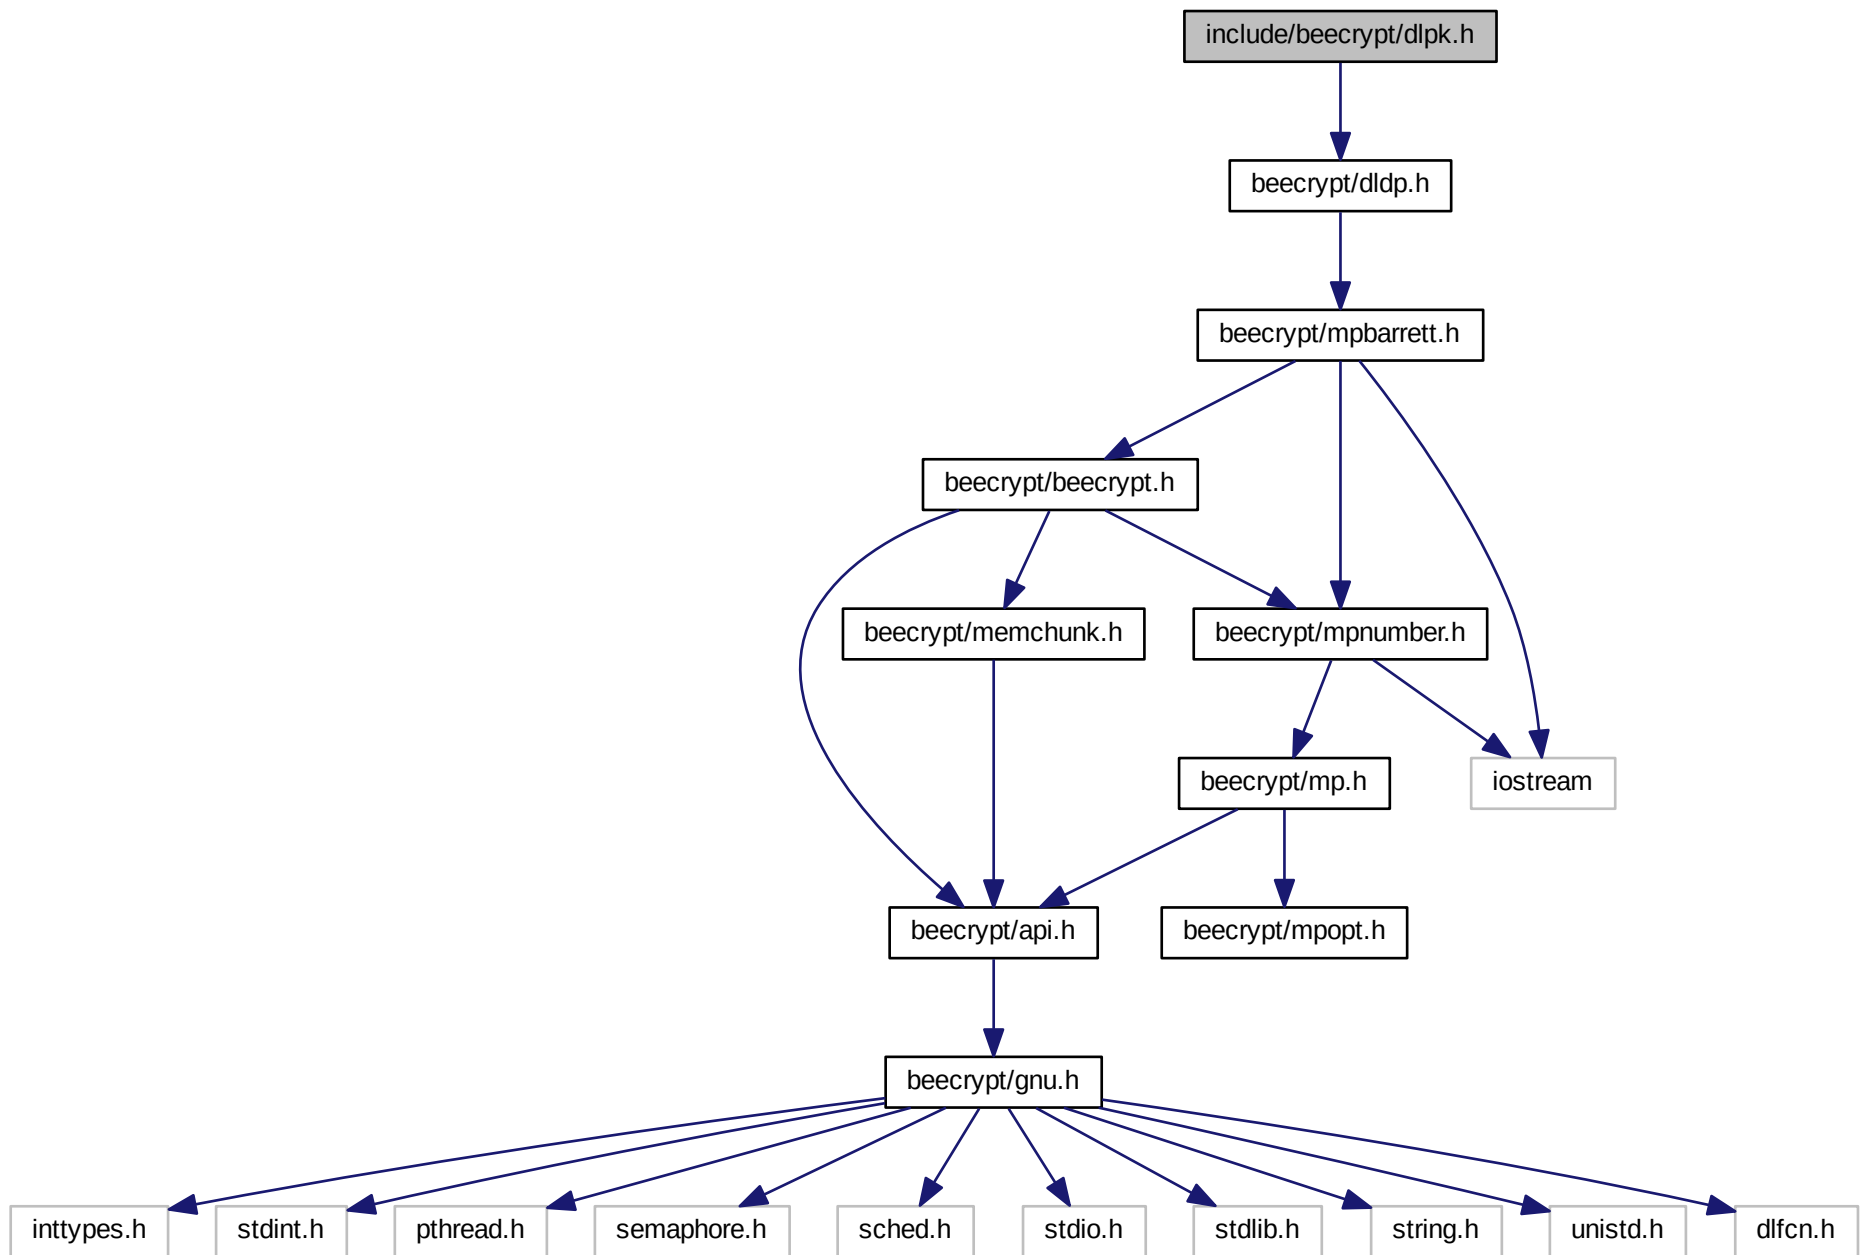 include/beecrypt/dlpk.h
beecrypt/dldp.h
beecrypt/mpbarrett.h
beecrypt/beecrypt.h
beecrypt/memchunk.h
beecrypt/mpnumber.h
beecrypt/mp.h
iostream
beecrypt/api.h
beecrypt/mpopt.h
beecrypt/gnu.h
inttypes.h
stdint.h
pthread.h
semaphore.h
sched.h
stdio.h
stdlib.h
string.h
unistd.h
dlfcn.h